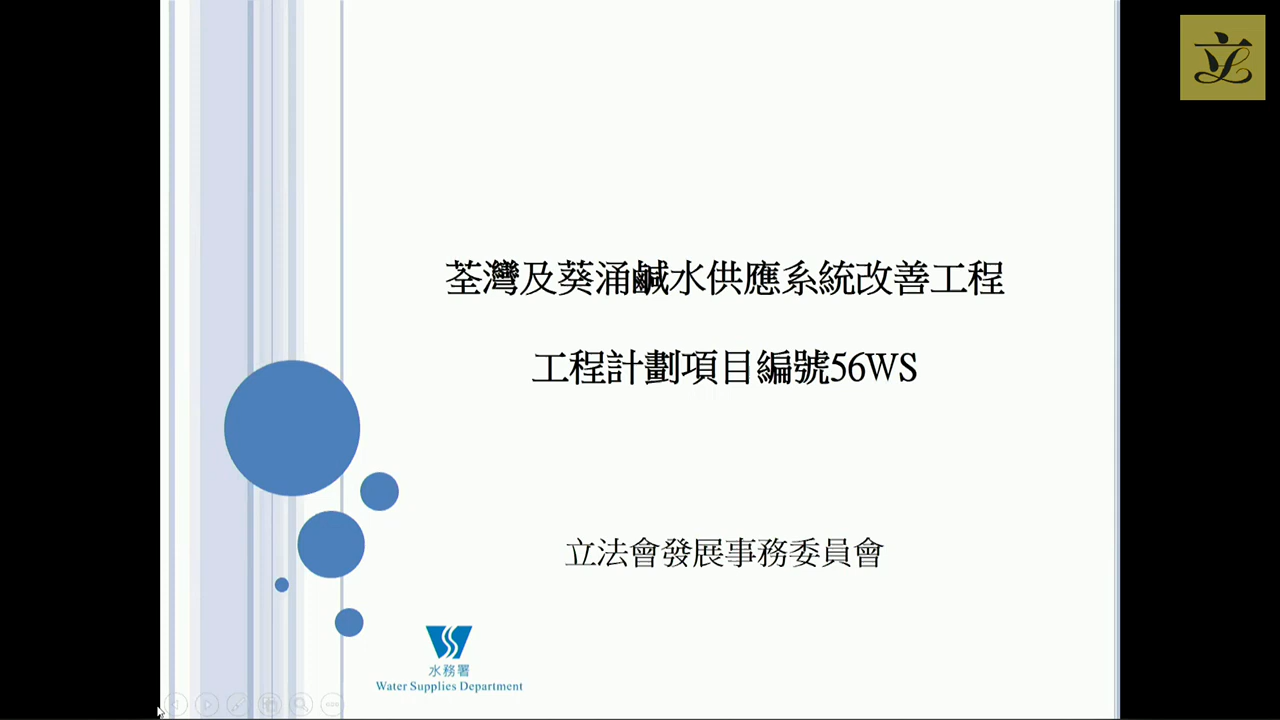 荃灣及葵涌鹹水供應系統改善工程
工程計劃項目編號56WS
立法會發展事務委員會
水務署
Water Supplies Department